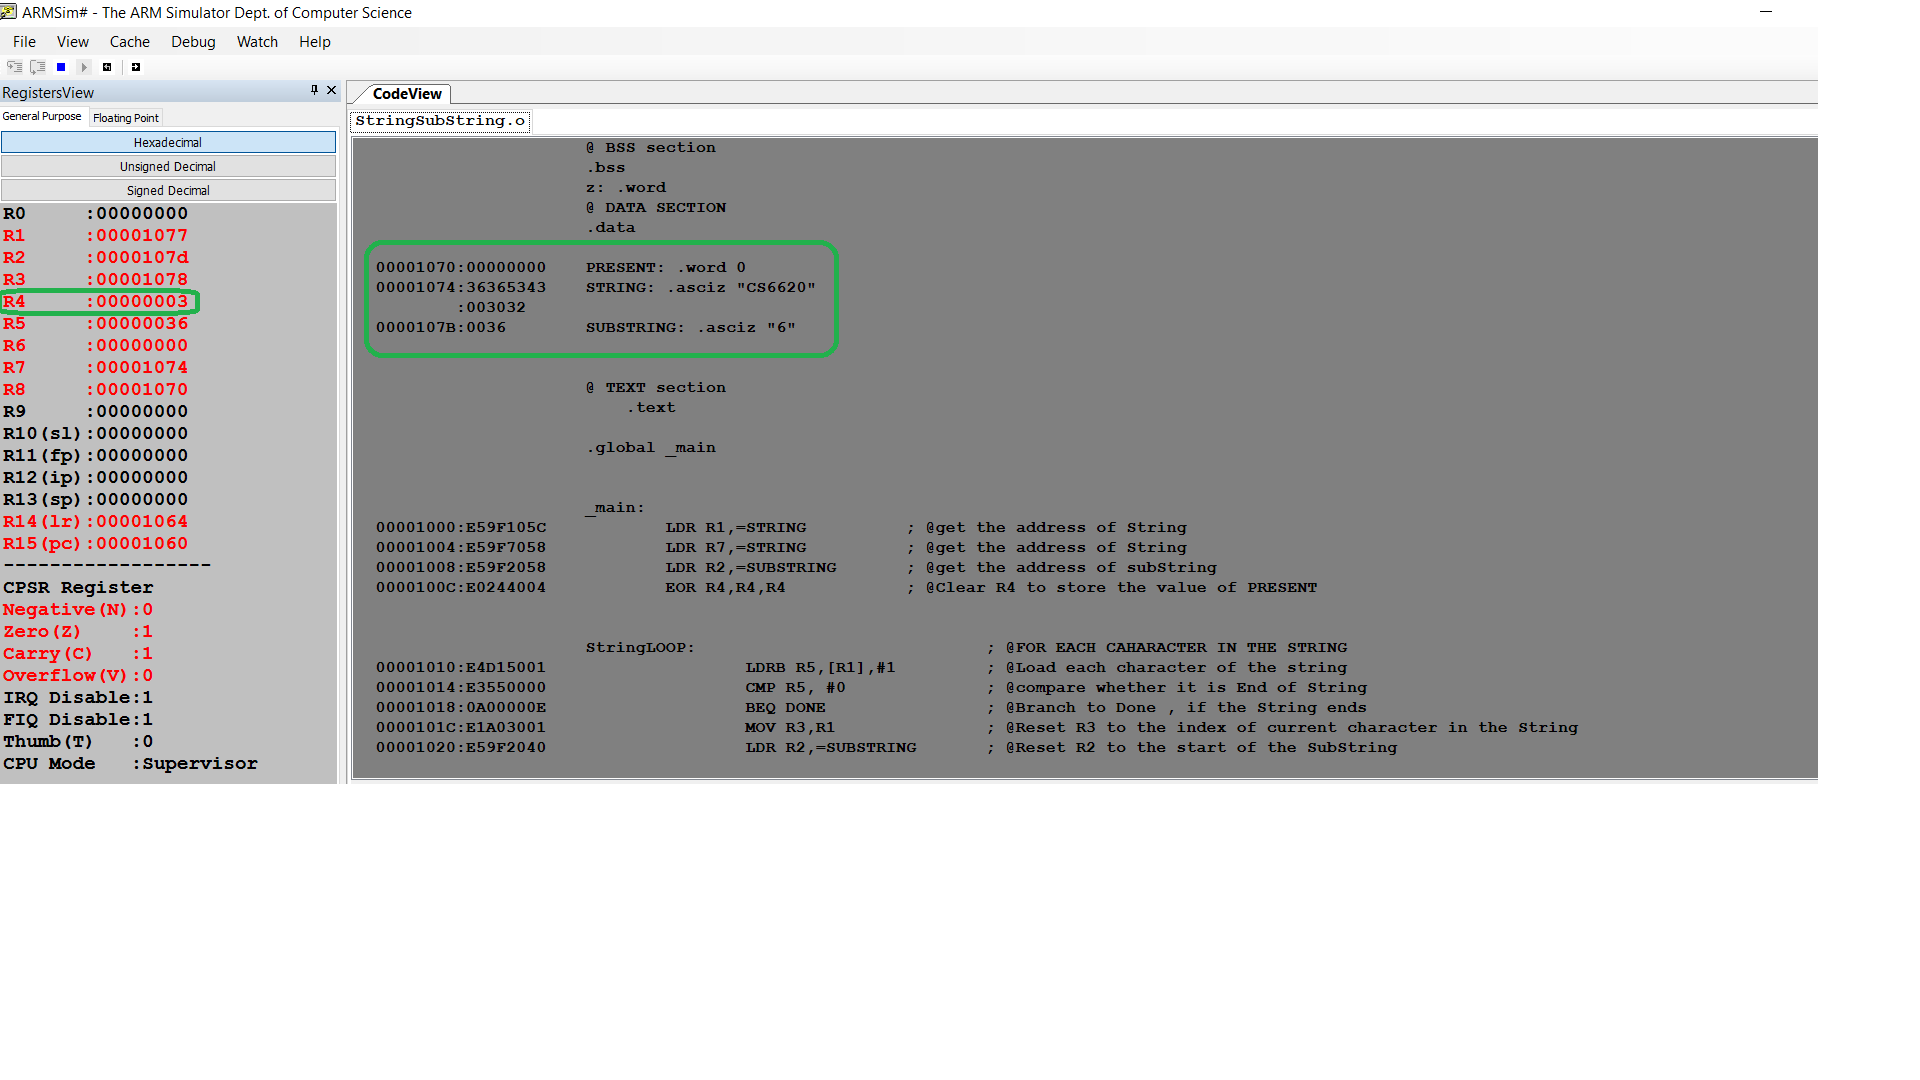 ARMSim# - The ARM Simulator Dept. of Computer Science
File View Cache Debug Watch Help
RegistersView
General Purpose Floating Point
Hexadecimal
Unsigned Decimal
Signed Decimal
R0 :00000000
R1 :00001077
R2 :0000107d
R3 :00001078
R4 :00000003
R5 :00000036
R6 :00000000
R7 :00001074
R8 :00001070
R9 :00000000
R10(sl):00000000
R11(fp):00000000
R12(ip):00000000
R13(sp):00000000
R14(lr):00001064
R15(pc):00001060
------------------
CPSR Register
Negative(N):0
Zero(Z) :1
Carry(C) :1
Overflow(V):0
IRQ Disable:1
FIQ Disable:1
Thumb(T) :0
CPU Mode :Supervisor
CodeView
StringSubString.o
@ BSS section
.bss
z: .word
@ DATA SECTION
.data
00001070:00000000 PRESENT: .word 0
00001074:36365343 STRING: .asciz "CS6620"
:003032
0000107B:0036 SUBSTRING: .asciz "6"
@ TEXT section
.text
.global _main
_main:
00001000:E59F105C LDR R1,=STRING ; @get the address of String
00001004:E59F7058 LDR R7,=STRING ; @get the address of String
00001008:E59F2058 LDR R2,=SUBSTRING ; @get the address of subString
0000100C:E0244004 EOR R4,R4,R4 ; @Clear R4 to store the value of PRESENT
StringLOOP: ; @FOR EACH CAHARACTER IN THE STRING
00001010:E4D15001 LDRB R5,[R1],#1 ; @Load each character of the string
00001014:E3550000 CMP R5, #0 ; @compare whether it is End of String
00001018:0A00000E BEQ DONE ; @Branch to Done , if the String ends
0000101C:E1A03001 MOV R3,R1 ; @Reset R3 to the index of current character in the String
00001020:E59F2040 LDR R2,=SUBSTRING ; @Reset R2 to the start of the SubString